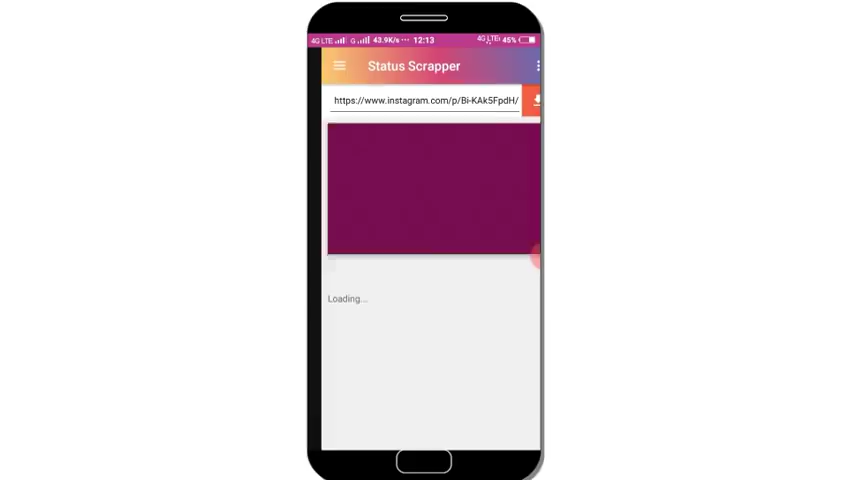 4G LTE G 43.9K/s ··· 12:13 4G LTE 45%
Status Scrapper
https://www.instagram.com/p/Bi-KAk5FpdH/
Loading...